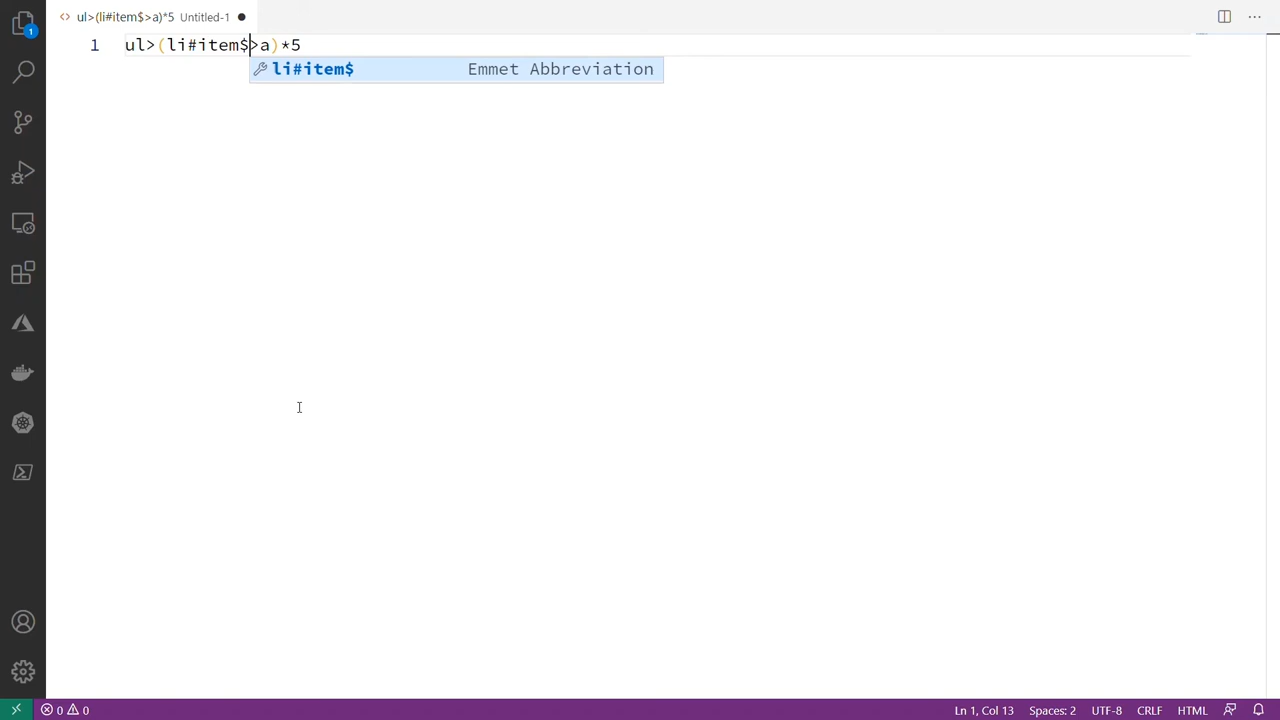 ul>(li#item$>a)*5 Untitled-1
1
1 ul>(li#item$>a)*5
li#item$ Emmet Abbreviation
0 0 Ln 1, Col 13 Spaces: 2 UTF-8 CRLF HTML